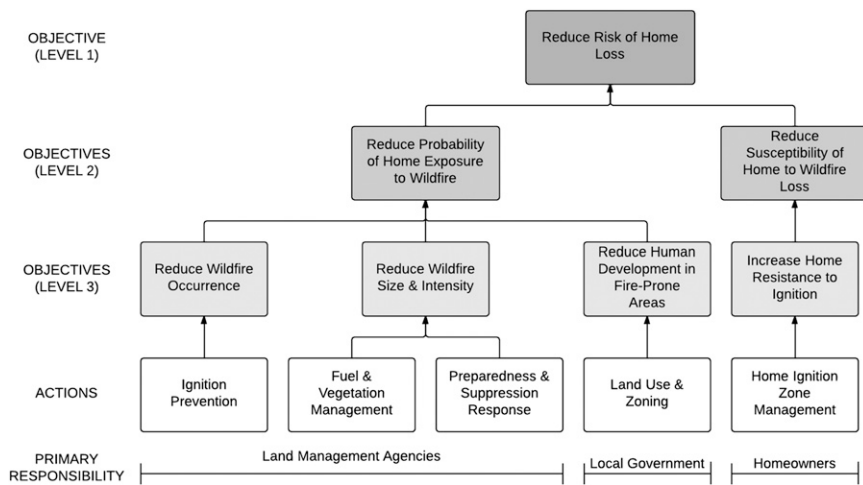 OBJECTIVE
(LEVEL 1)
Reduce Risk of Home
Loss
OBJECTIVES
(LEVEL 2)
Reduce Probability
of Home Exposure
to Wildfire
Reduce
Susceptibility of
Home to Wildfire
Loss
OBJECTIVES
(LEVEL 3)
Reduce Wildfire
Occurrence
Reduce Wildfire
Size & Intensity
Reduce Human
Development in
Fire-Prone
Areas
Increase Home
Resistance to
Ignition
ACTIONS
Ignition
Prevention
Fuel &
Vegetation
Management
Preparedness &
Suppression
Response
Land Use &
Zoning
Home Ignition
Zone
Management
PRIMARY
RESPONSIBILITY
Land Management Agencies
Local Government
Homeowners